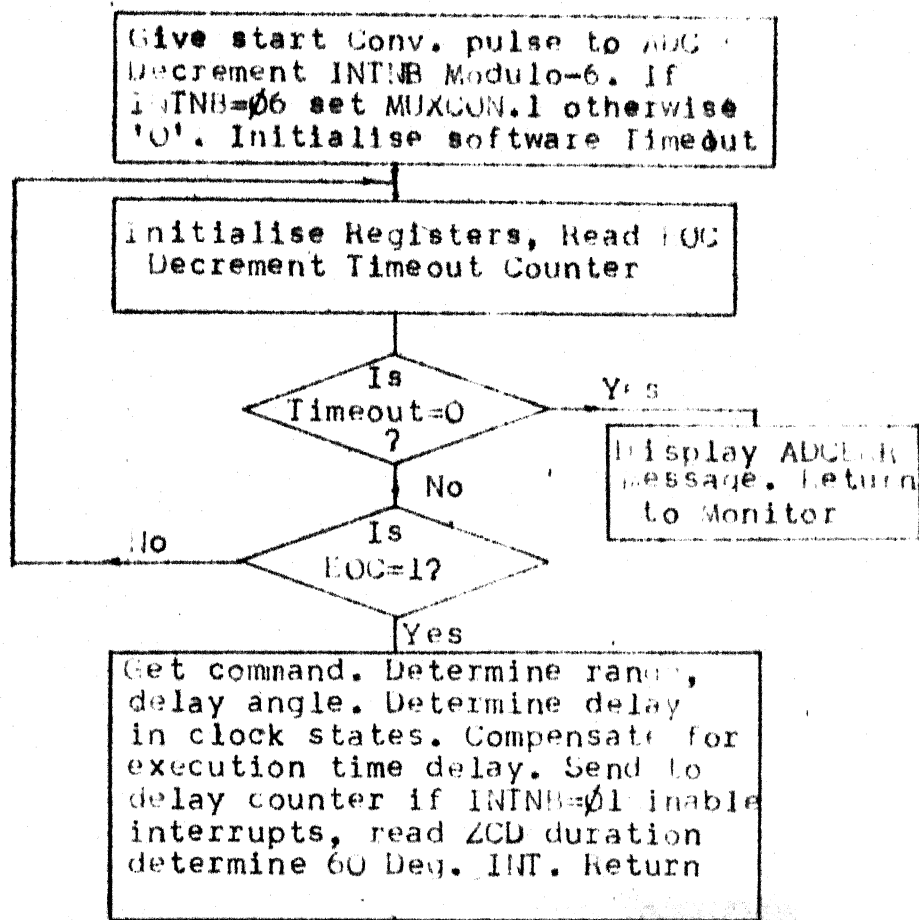 Give start Conv. pulse to ADC
Decrement INTNB Modulo-6. If
INTNB=Ø6 set MUXCON.1 otherwise
'O'. Initialise software Timeout
Initialise Registers, Read EOC
Decrement Timeout Counter
Is
Timeout=O
?
Yes
Display ADCERR
Message. Return
to Monitor
No
Is
EOC=1?
No
Yes
Get command. Determine range,
delay angle. Determine delay
in clock states. Compensate for
execution time delay. Send to
delay counter if INTNB=Ø1 inable
interrupts, read ZCD duration
determine 60 Deg. INT. Return